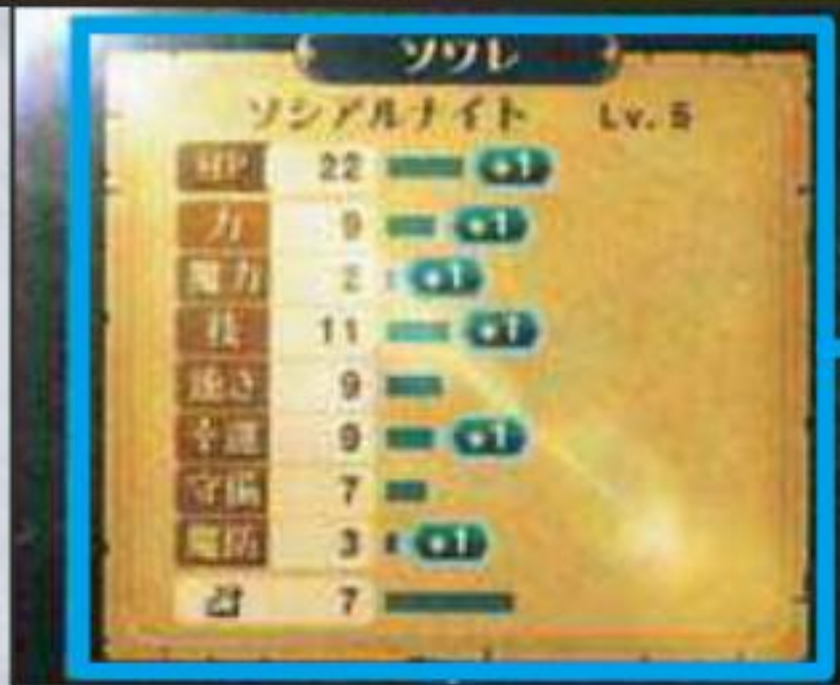 ソワレ
ソシアルナイト Lv. 5
HP 22 +1
力 9 +1
魔力 2 +1
技 11 +1
速さ 9
幸運 9 +1
守備 7
魔防 3 +1
7